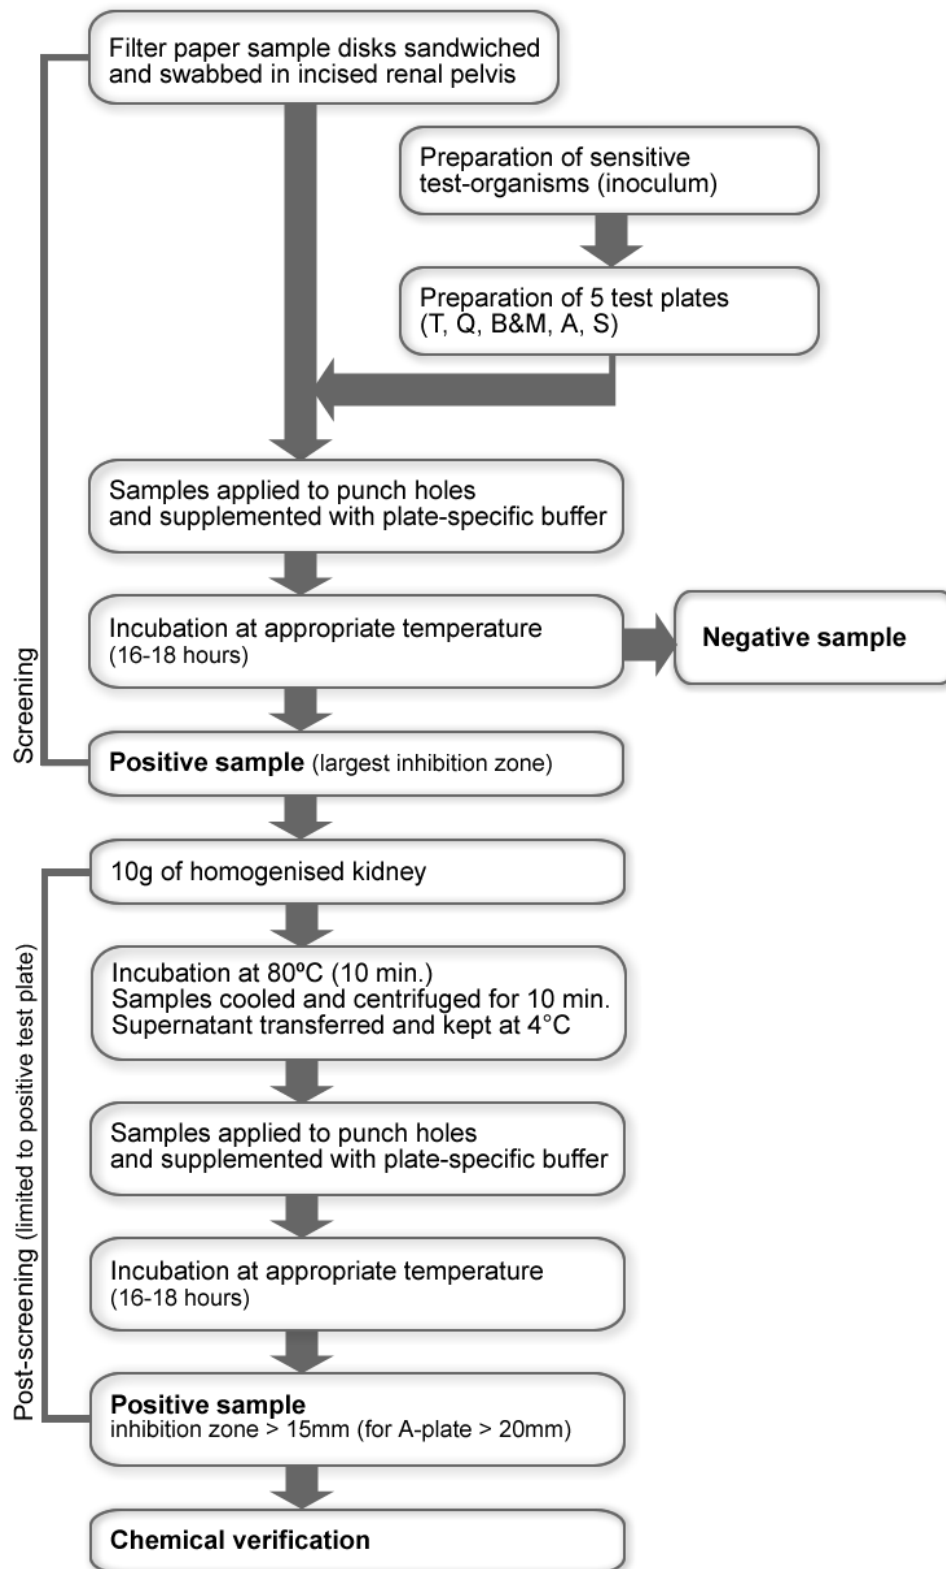 Filter paper sample disks sandwiched
and swabbed in incised renal pelvis
Preparation of sensitive
test-organisms (inoculum)
Preparation of 5 test plates
(T, Q, B&M, A, S)
Samples applied to punch holes
and supplemented with plate-specific buffer
Incubation at appropriate temperature
(16-18 hours)
Negative sample
Positive sample (largest inhibition zone)
Screening
10g of homogenised kidney
Incubation at 80ºC (10 min.)
Samples cooled and centrifuged for 10 min.
Supernatant transferred and kept at 4°C
Samples applied to punch holes
and supplemented with plate-specific buffer
Incubation at appropriate temperature
(16-18 hours)
Positive sample
inhibition zone > 15mm (for A-plate > 20mm)
Post-screening (limited to positive test plate)
Chemical verification